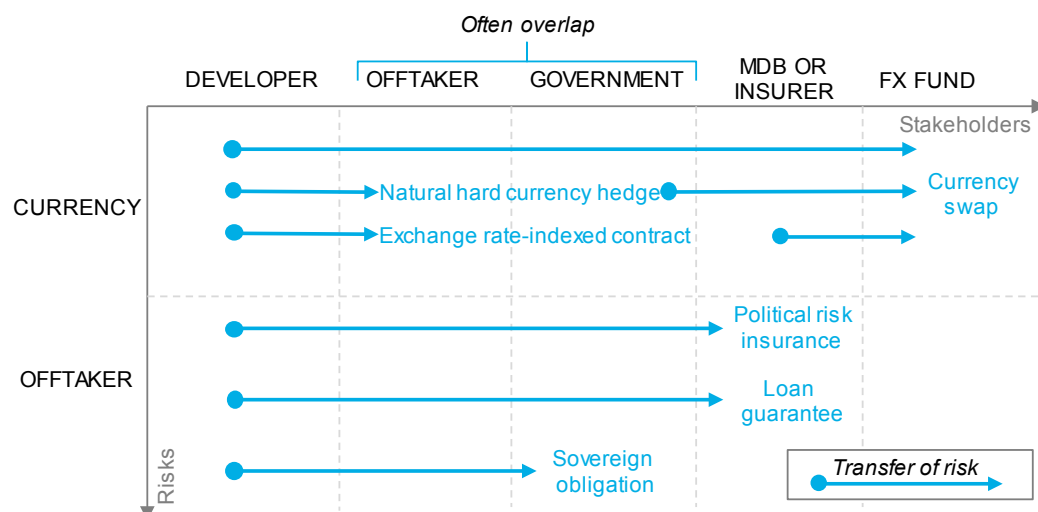 Often overlap
DEVELOPER
OFFTAKER
GOVERNMENT
MDB OR
INSURER
FX FUND
Stakeholders
CURRENCY
Natural hard currency hedge
Currency
swap
Exchange rate-indexed contract
OFFTAKER
Political risk
insurance
Loan
guarantee
Sovereign
obligation
Transfer of risk
Risks